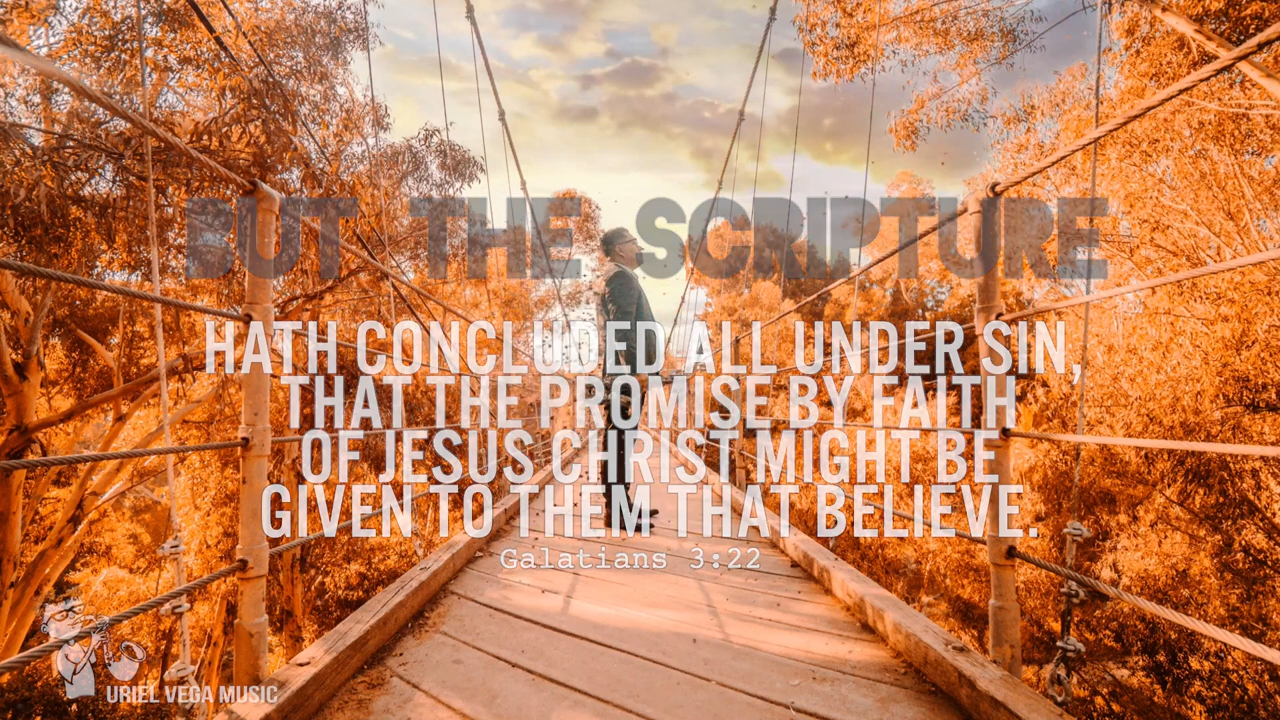 BUT THE SCRIPTURE
HATH CONCLUDED ALL UNDER SIN,
THAT THE PROMISE BY FAITH
OF JESUS CHRIST MIGHT BE
GIVEN TO THEM THAT BELIEVE.
Galatians 3:22
URIEL VEGA MUSIC